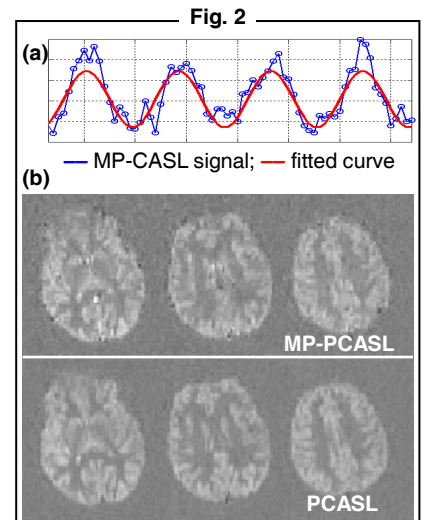 Fig. 2
(a)
MP-CASL signal; fitted curve
(b)
MP-PCASL
PCASL